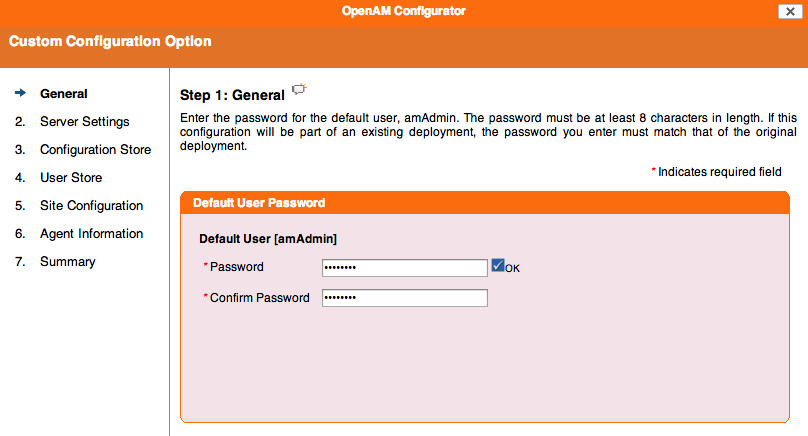 OpenAM Configurator
Custom Configuration Option
General
2. Server Settings
3. Configuration Store
4. User Store
5. Site Configuration
6. Agent Information
7. Summary
Step 1: General
Enter the password for the default user, amAdmin. The password must be at least 8 characters in length. If this
configuration will be part of an existing deployment, the password you enter must match that of the original
deployment.
* Indicates required field
Default User Password
Default User [amAdmin]
* Password •••••••• OK
* Confirm Password ••••••••